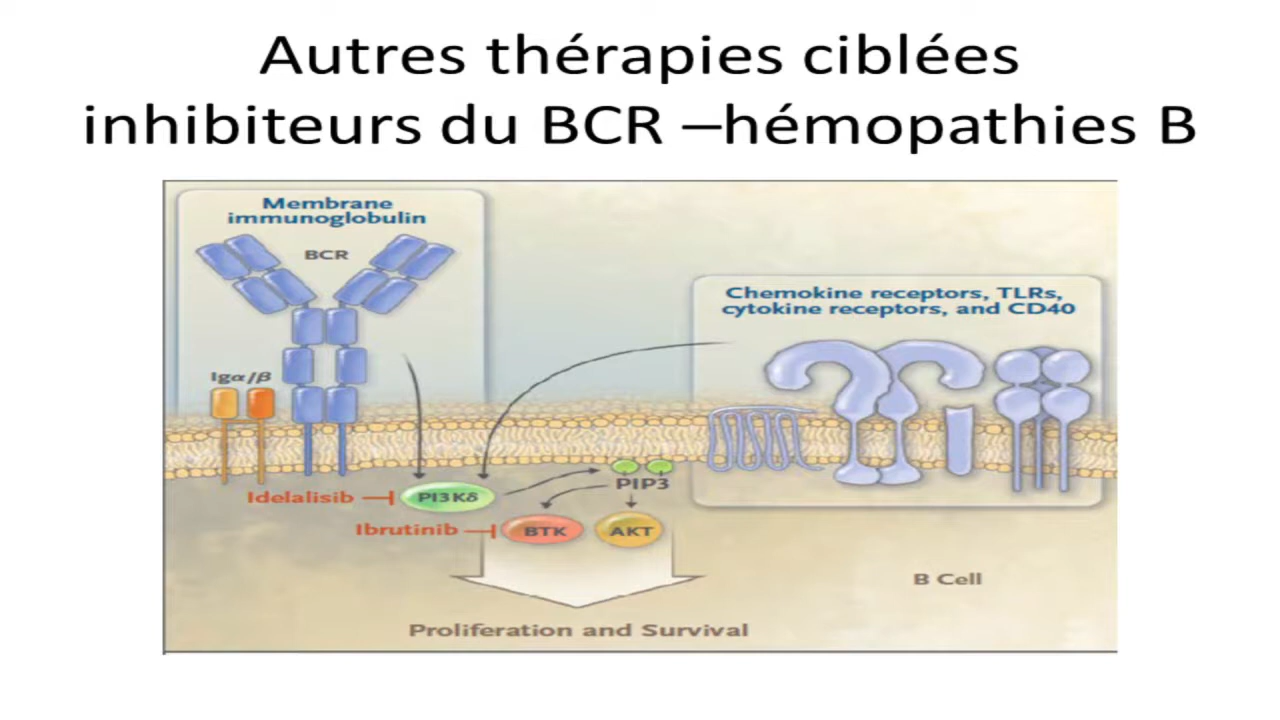 Autres thérapies ciblées
inhibiteurs du BCR –hémopathies B
Membrane
immunoglobulin
BCR
Chemokine receptors, TLRs,
cytokine receptors, and CD40
Igα/β
PIP3
Idelalisib
PI3Kδ
Ibrutinib
BTK
AKT
B Cell
Proliferation and Survival